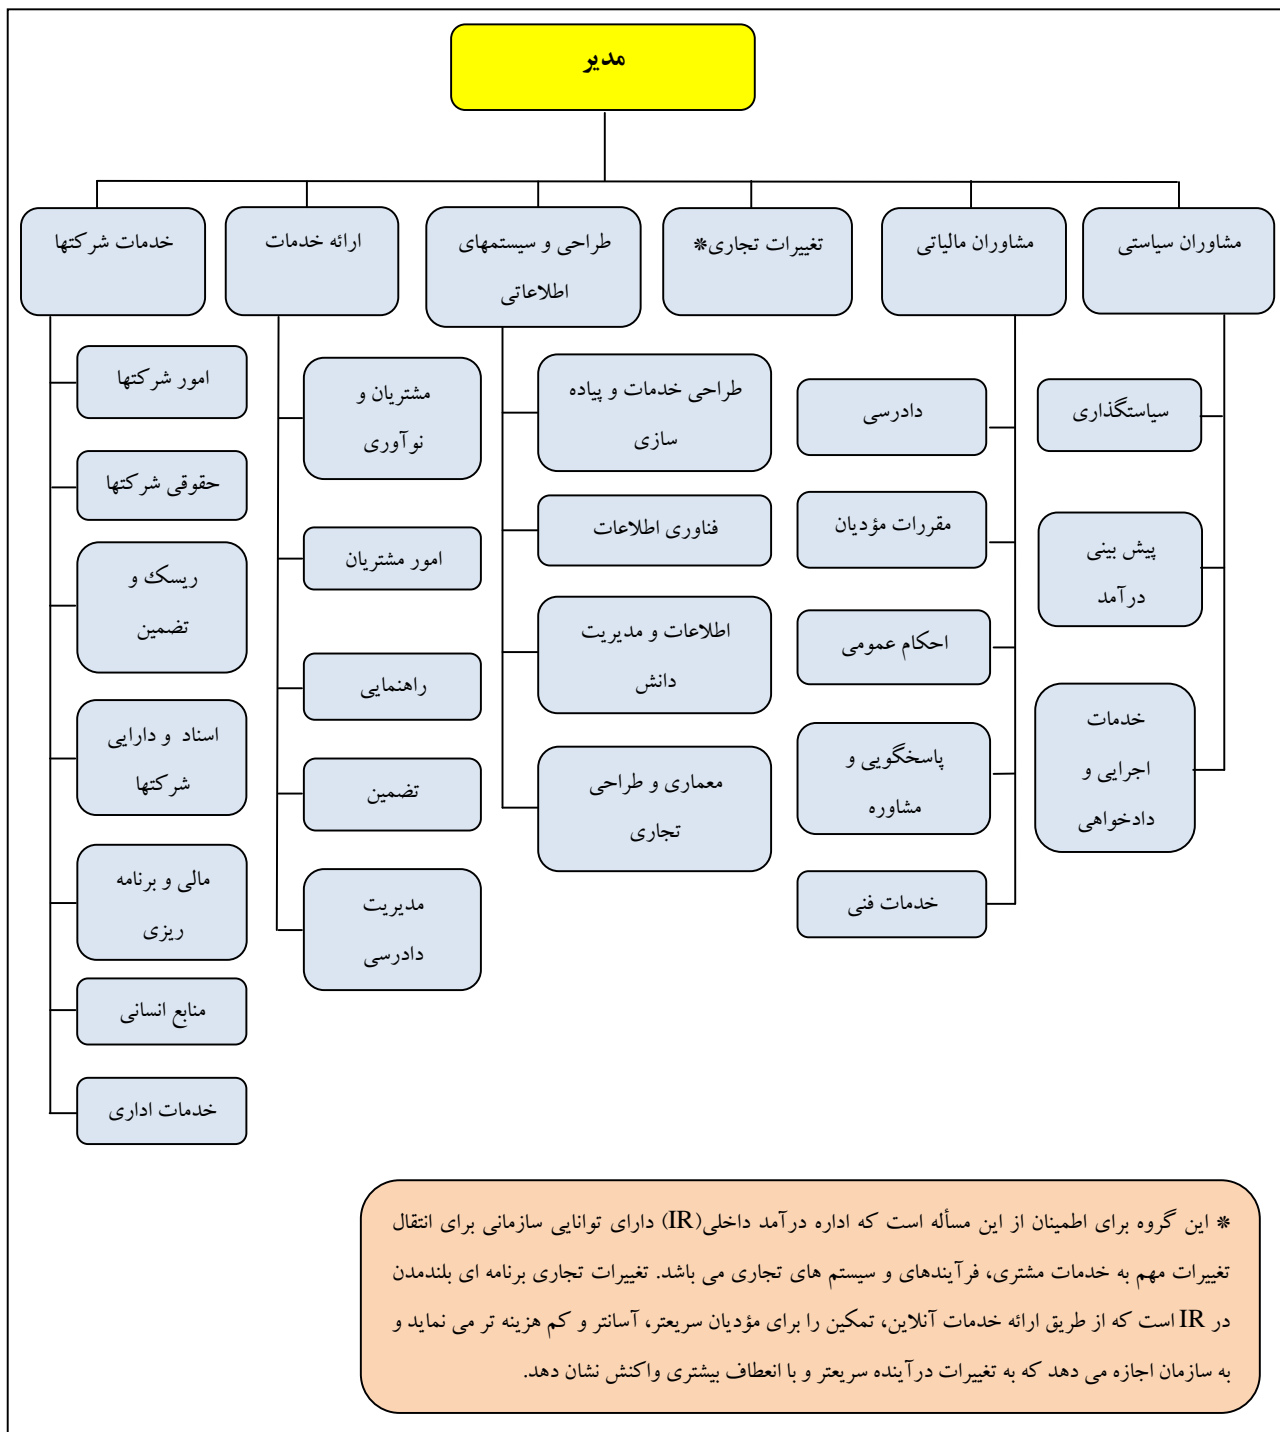 مدیر
مشاوران سیاستی
مشاوران مالیاتی
تغییرات تجاری*
طراحی و سیستمهای
اطلاعاتی
ارائه خدمات
خدمات شرکتها
سیاستگذاری
پیش بینی
درآمد
خدمات
اجرایی و
دادخواهی
دادرسی
مقررات مؤدیان
احکام عمومی
پاسخگویی و
مشاوره
خدمات فنی
طراحی خدمات و پیاده
سازی
فناوری اطلاعات
اطلاعات و مدیریت
دانش
معماری و طراحی
تجاری
مشتریان و
نوآوری
امور مشتریان
راهنمایی
تضمین
مدیریت
دادرسی
امور شرکتها
حقوقی شرکتها
ریسک و
تضمین
اسناد و دارایی
شرکتها
مالی و برنامه
ریزی
منابع انسانی
خدمات اداری
* این گروه برای اطمینان از این مسأله است که اداره درآمد داخلی(IR) دارای توانایی سازمانی برای انتقال
تغییرات مهم به خدمات مشتری، فرآیندهای و سیستم های تجاری می باشد. تغییرات تجاری برنامه ای بلندمدن
در IR است که از طریق ارائه خدمات آنلاین، تمکین را برای مؤدیان سریعتر، آسانتر و کم هزینه تر می نماید و
به سازمان اجازه می دهد که به تغییرات درآینده سریعتر و با انعطاف بیشتری واکنش نشان دهد.